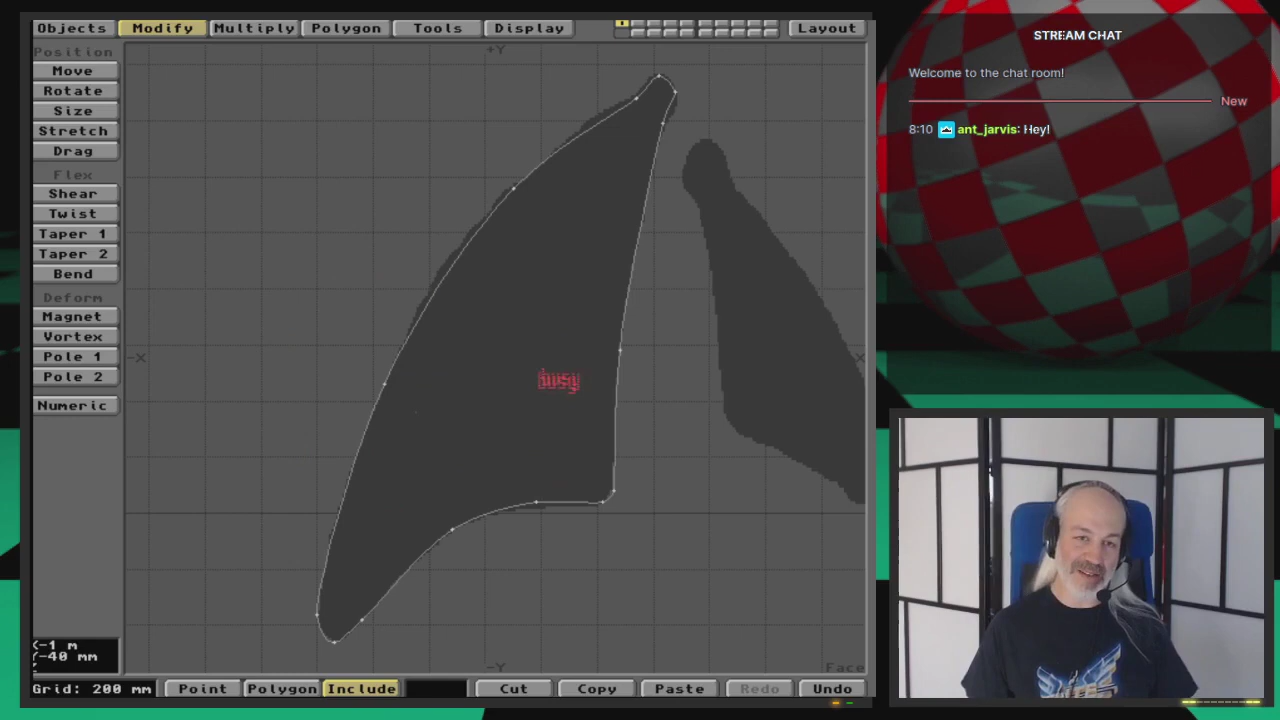 Objects Modify Multiply Polygon Tools Display Layout
Position
Move
Rotate
Size
Stretch
Drag
Flex
Shear
Twist
Taper 1
Taper 2
Bend
Deform
Magnet
Vortex
Pole 1
Pole 2
Numeric
+Y
-X
X
-Y
Face
busy
X-1 m
Y-40 mm
Z
Grid: 200 mm Point Polygon Include Cut Copy Paste Redo Undo
STREAM CHAT
Welcome to the chat room!
New
8:10 ant_jarvis: Hey!